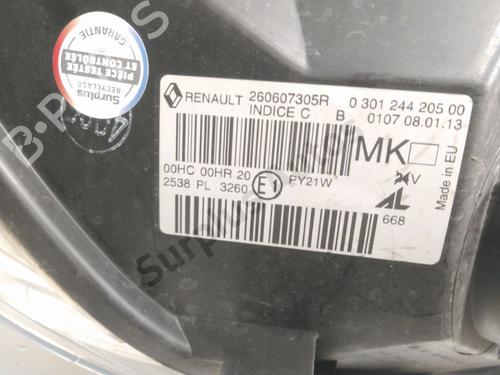 GARANTIE
PIÈCE TESTÉE
ET CONTRÔLÉE
Surplus
RECYCLAGE
RENAULT 260607305R 0 301 244 205 00
INDICE C B 0107 08.01.13
MK
00HC 00HR 20
2538 PL 3260 E1 PY21W
V
AL
668
Made in EU